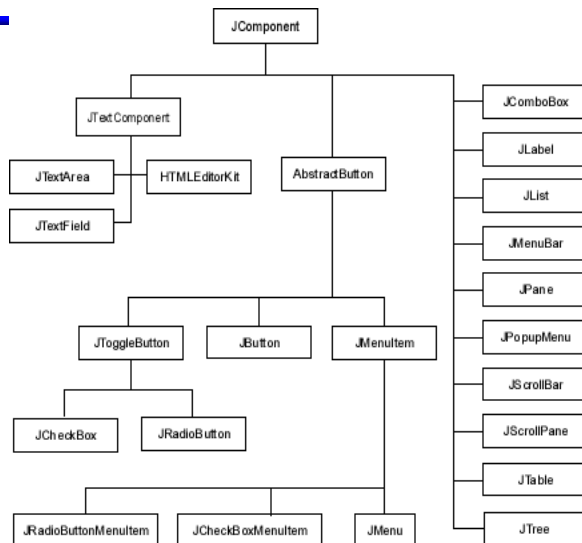 JComponent
JTextComponent
JComboBox
JLabel
JTextArea
HTMLEditorKit
AbstractButton
JList
JTextField
JMenuBar
JPane
JToggleButton
JButton
JMenuItem
JPopupMenu
JScrollBar
JCheckBox
JRadioButton
JScrollPane
JTable
JRadioButtonMenuItem
JCheckBoxMenuItem
JMenu
JTree